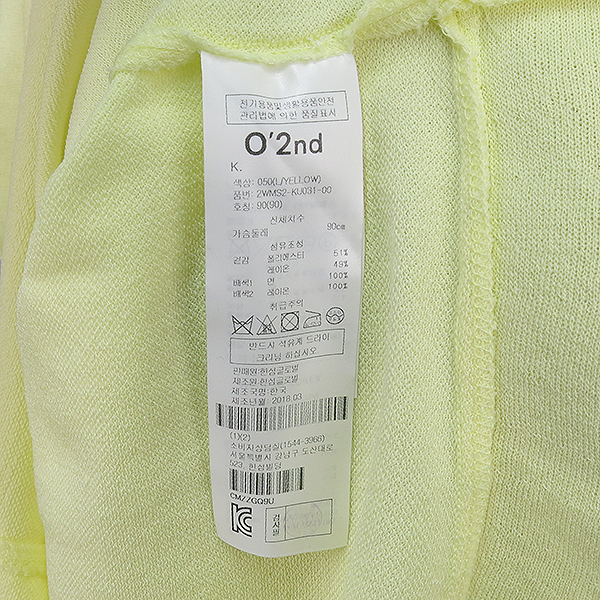 전기용품및생활용품안전
관리법에 의한 품질표시
O'2nd
K.
색상: 050(L/YELLOW)
품번: 2WMS2-KU031-00
호칭: 90(90)
신체치수
가슴둘레 90cm
섬유조성
겉감 폴리에스터 51%
레이온 49%
배색1 면 100%
배색2 레이온 100%
취급주의
반드시 석유계 드라이
크리닝 하십시오
판매원:한섬글로벌
제조원:한섬글로벌
제조국명:한국
제조년월:2018.03
(1)(2)
소비자상담실(1544-3966)
서울특별시 강남구 도산대로
523 한섬빌딩
CMZZGQ9U
검사필